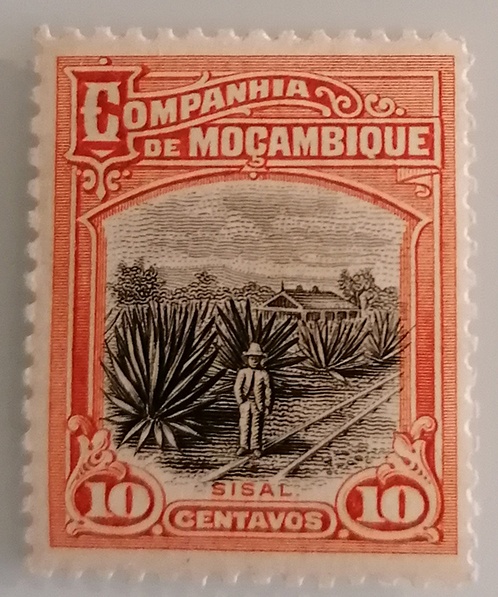 COMPANHIA
DE MOÇAMBIQUE
SISAL.
10 CENTAVOS 10